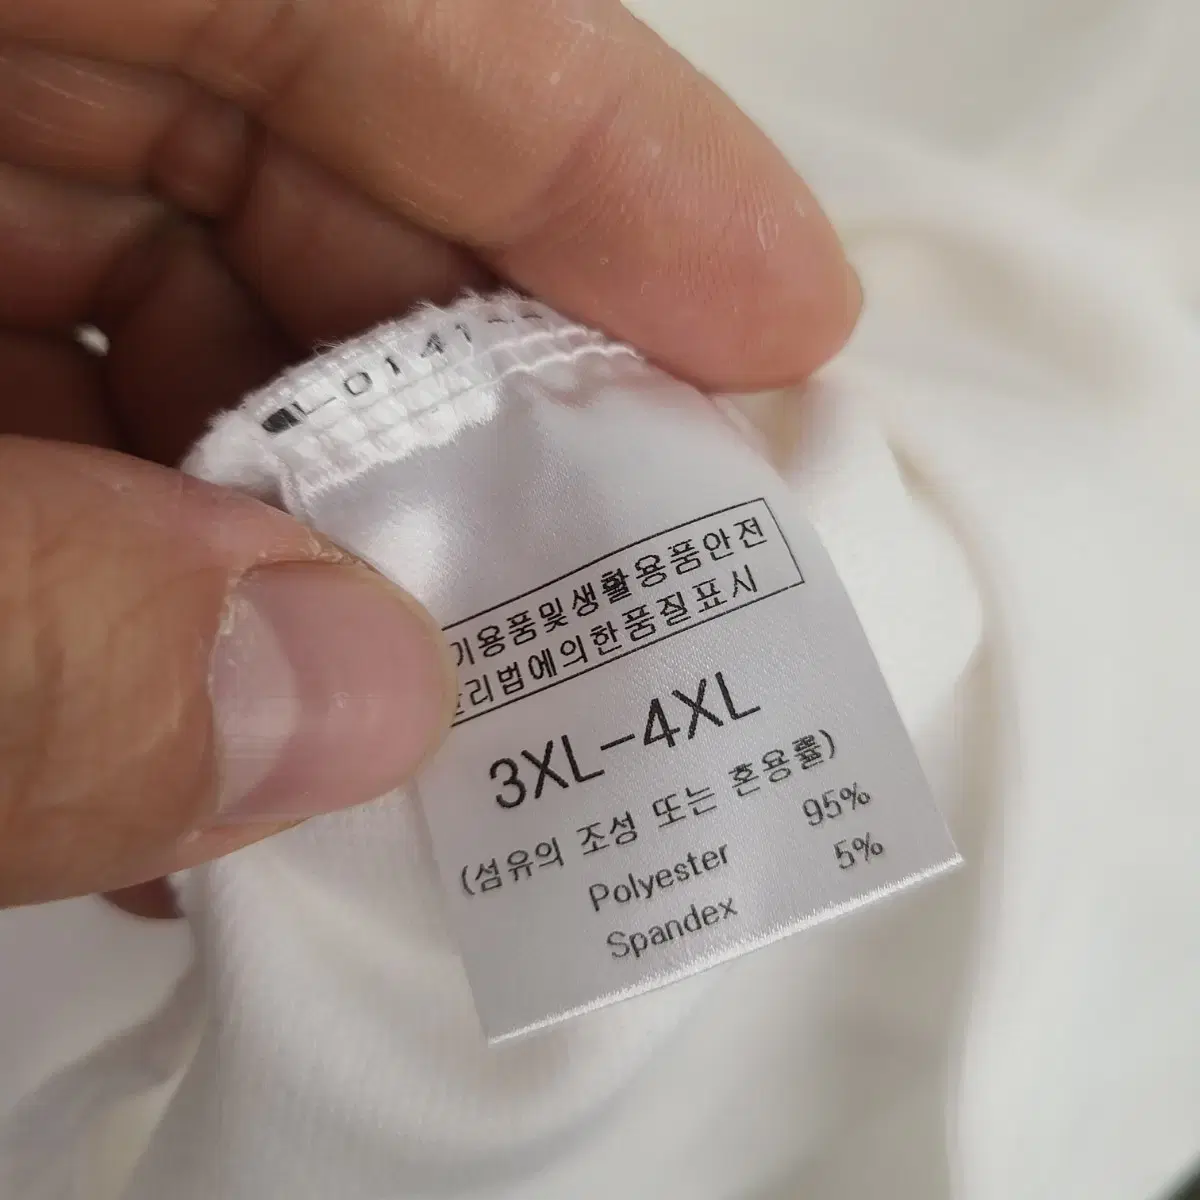 L-0141
기용품및생활용품안전
리법에의한품질표시
3XL-4XL
(섬유의 조성 또는 혼용률)
Polyester 95%
Spandex 5%